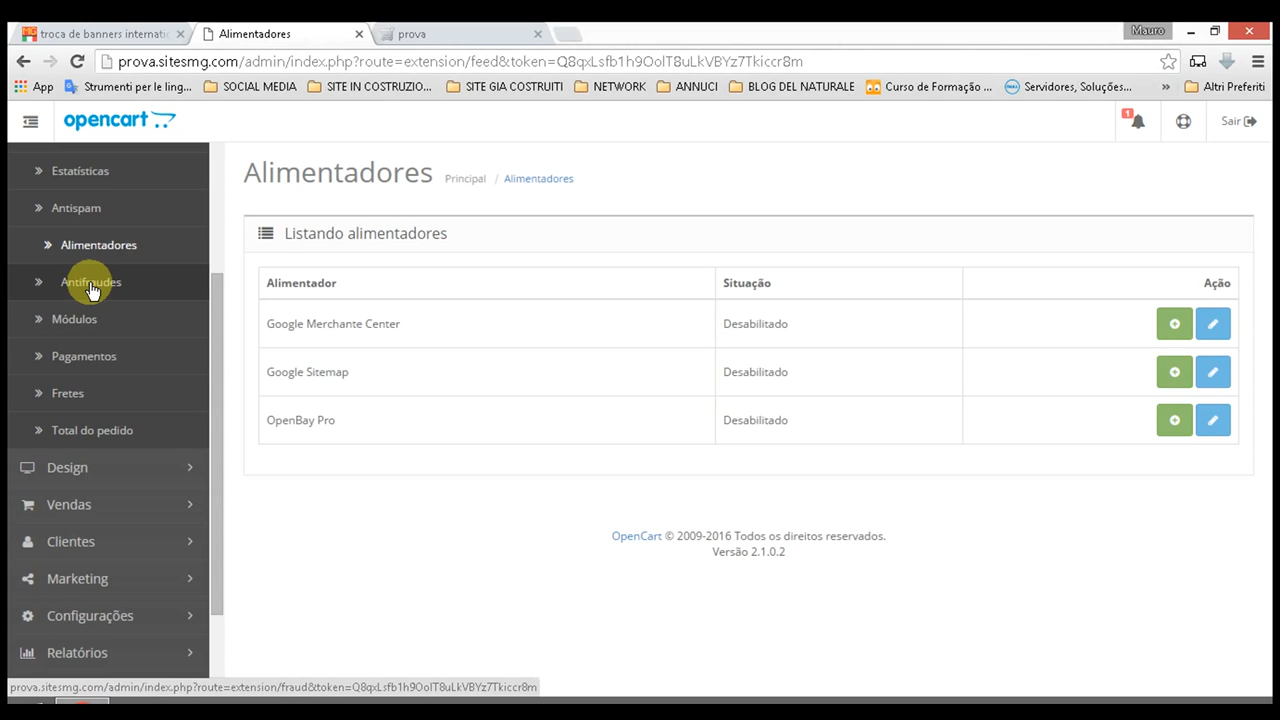 troca de banners internati
Alimentadores
prova
Mauro
prova.sitesmg.com/admin/index.php?route=extension/feed&token=Q8qxLsfb1h9OolT8uLkVBYz7Tkiccr8m
App
Strumenti per le ling...
SOCIAL MEDIA
SITE IN COSTRUZIO...
SITE GIA COSTRUITI
NETWORK
ANNUCI
BLOG DEL NATURALE
Curso de Formação ...
Servidores, Soluções...
»
Altri Preferiti
opencart
1
Sair
Estatísticas
Antispam
Alimentadores
Antifraudes
Módulos
Pagamentos
Fretes
Total do pedido
Design
Vendas
Clientes
Marketing
Configurações
Relatórios
Alimentadores
Principal / Alimentadores
Listando alimentadores
Alimentador Situação Ação
Google Merchante Center Desabilitado
Google Sitemap Desabilitado
OpenBay Pro Desabilitado
OpenCart © 2009-2016 Todos os direitos reservados.
Versão 2.1.0.2
prova.sitesmg.com/admin/index.php?route=extension/fraud&token=Q8qxLsfb1h9OolT8uLkVBYz7Tkiccr8m